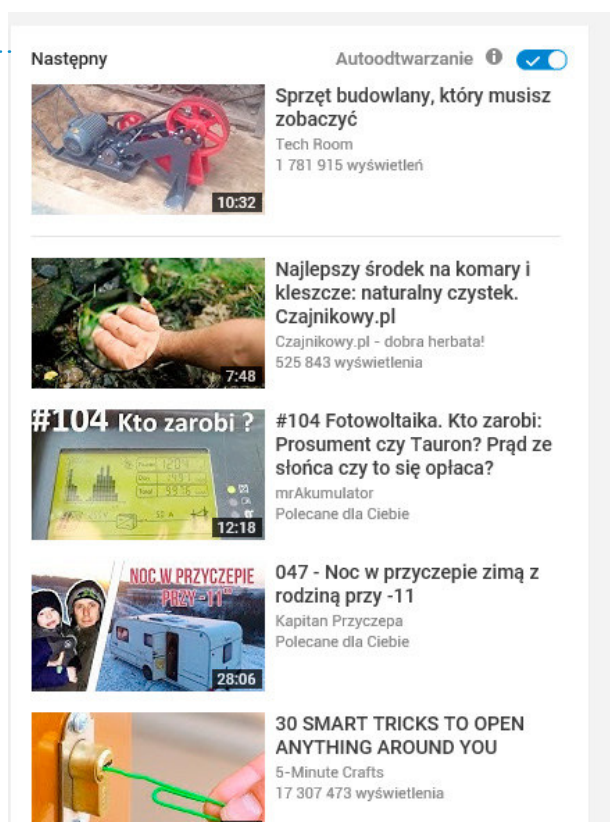 Następny
Autoodtwarzanie
Sprzęt budowlany, który musisz
zobaczyć
Tech Room
1 781 915 wyświetleń
10:32
Najlepszy środek na komary i
kleszcze: naturalny czystek.
Czajnikowy.pl
Czajnikowy.pl - dobra herbata!
525 843 wyświetlenia
7:48
#104 Kto zarobi ?
12:18
#104 Fotowoltaika. Kto zarobi:
Prosument czy Tauron? Prąd ze
słońca czy to się opłaca?
mrAkumulator
Polecane dla Ciebie
NOC W PRZYCZEPIE
PRZY -11°
28:06
047 - Noc w przyczepie zimą z
rodziną przy -11
Kapitan Przyczepa
Polecane dla Ciebie
30 SMART TRICKS TO OPEN
ANYTHING AROUND YOU
5-Minute Crafts
17 307 473 wyświetlenia